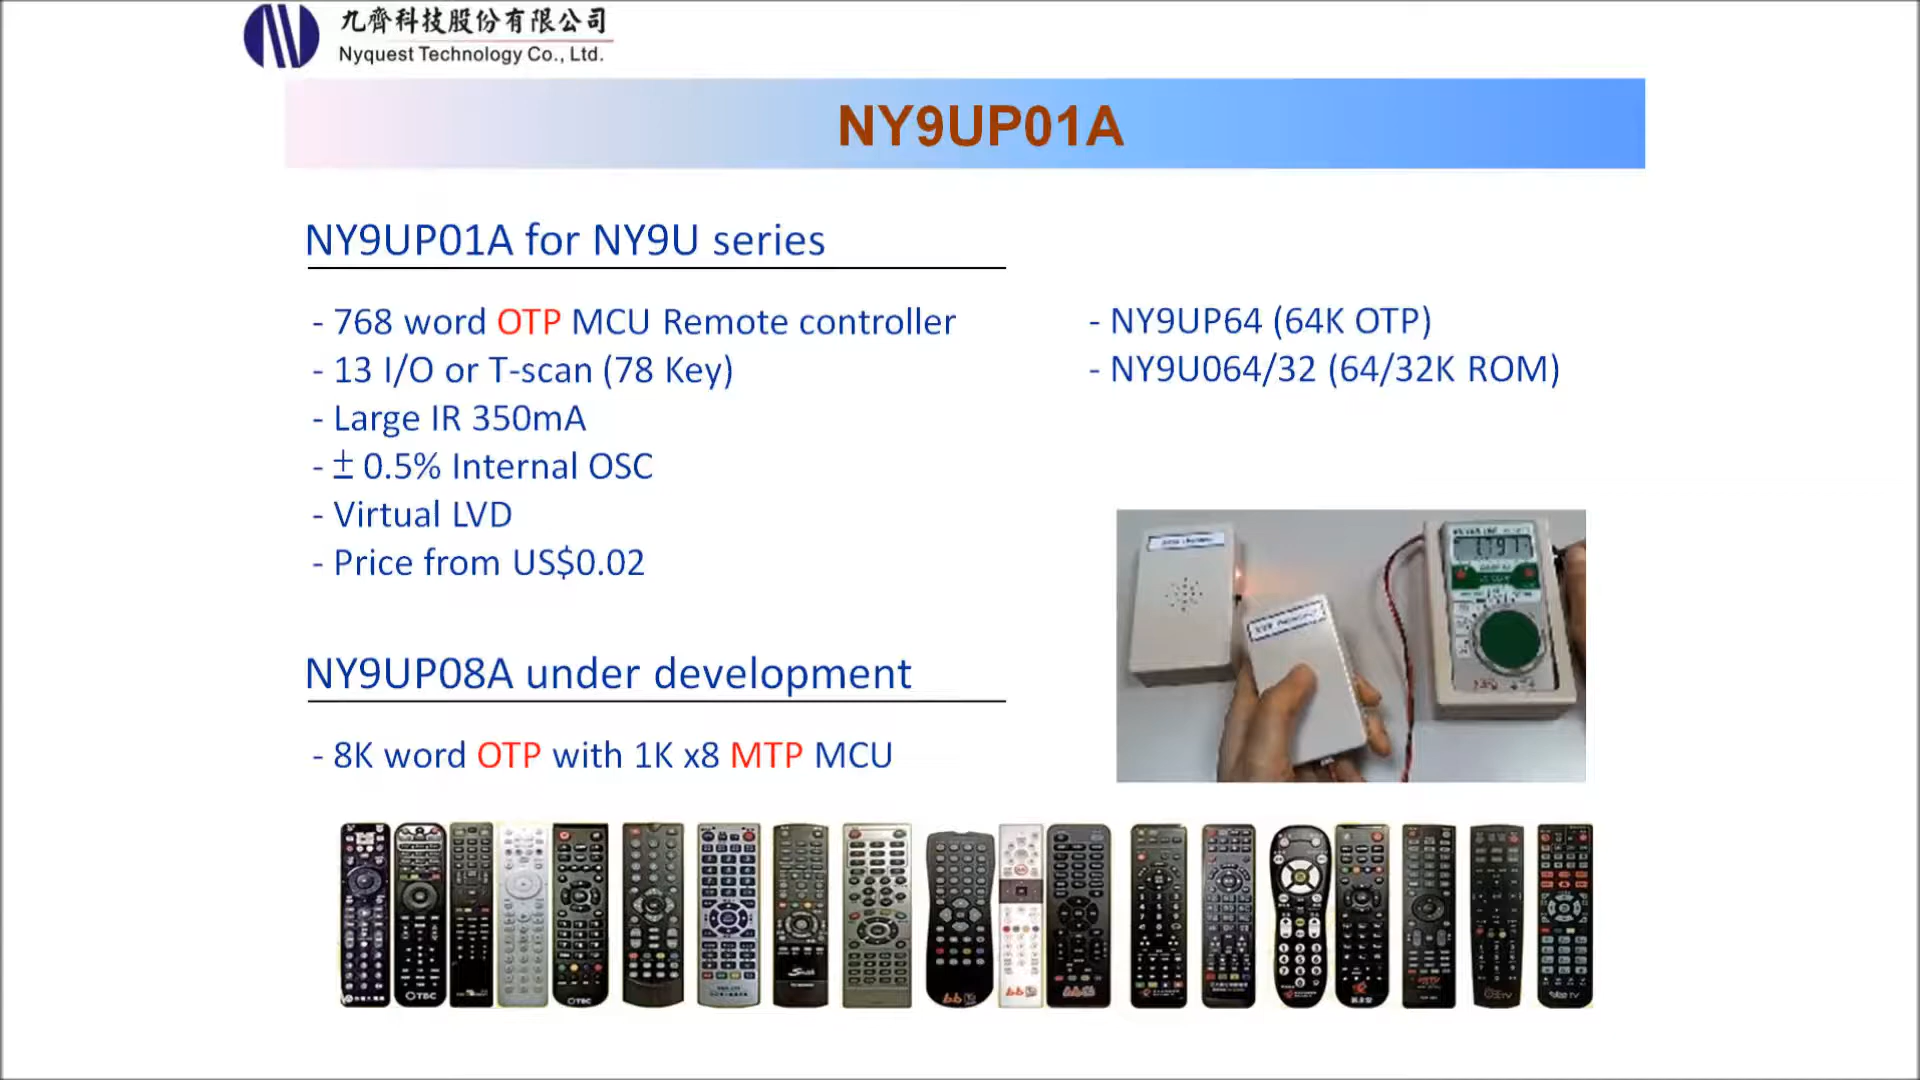 九齊科技股份有限公司
Nyquest Technology Co., Ltd.
NY9UP01A
NY9UP01A for NY9U series
- 768 word OTP MCU Remote controller
- 13 I/O or T-scan (78 Key)
- Large IR 350mA
- ± 0.5% Internal OSC
- Virtual LVD
- Price from US$0.02
- NY9UP64 (64K OTP)
- NY9U064/32 (64/32K ROM)
NY9UP08A under development
- 8K word OTP with 1K x8 MTP MCU
TBC
TBC